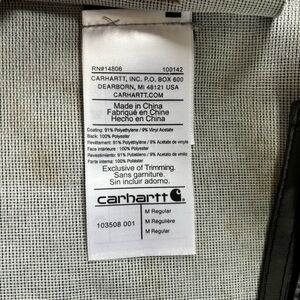 RN#14806 100142
CARHARTT, INC. P.O. BOX 600
DEARBORN, MI 48121 USA
CARHARTT.COM
Made in China
Fabriqué en Chine
Hecho en China
Coating: 91% Polyethylene / 9% Vinyl Acetate
Back: 100% Polyester
Revêtement: 91% Polyéthylène / 9% Acétate de vinyle
Face intérieure : 100% Polyester
Revestimiento: 91% Polietileno / 9% Acetato de vinilo
Parte interna: 100% Poliéster
Exclusive of Trimming.
Sans garniture.
Sin incluir adorno.
carhartt
103508 001
M Regular
M Régulière
M Regular